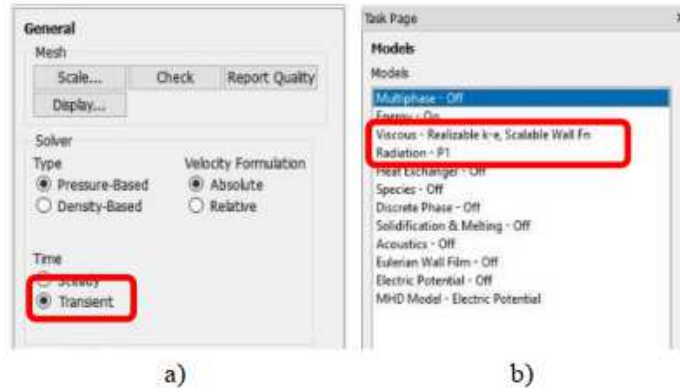 General
Mesh
Scale... Check Report Quality
Display...
Solver
Type Velocity Formulation
Pressure-Based Absolute
Density-Based Relative
Time
Steady
Transient
a)
Task Page
Models
Models
Multiphase - Off
Energy - On
Viscous - Realizable k-e, Scalable Wall Fn
Radiation - P1
Heat Exchanger - Off
Species - Off
Discrete Phase - Off
Solidification & Melting - Off
Acoustics - Off
Eulerian Wall Film - Off
Electric Potential - Off
MHD Model - Electric Potential
b)